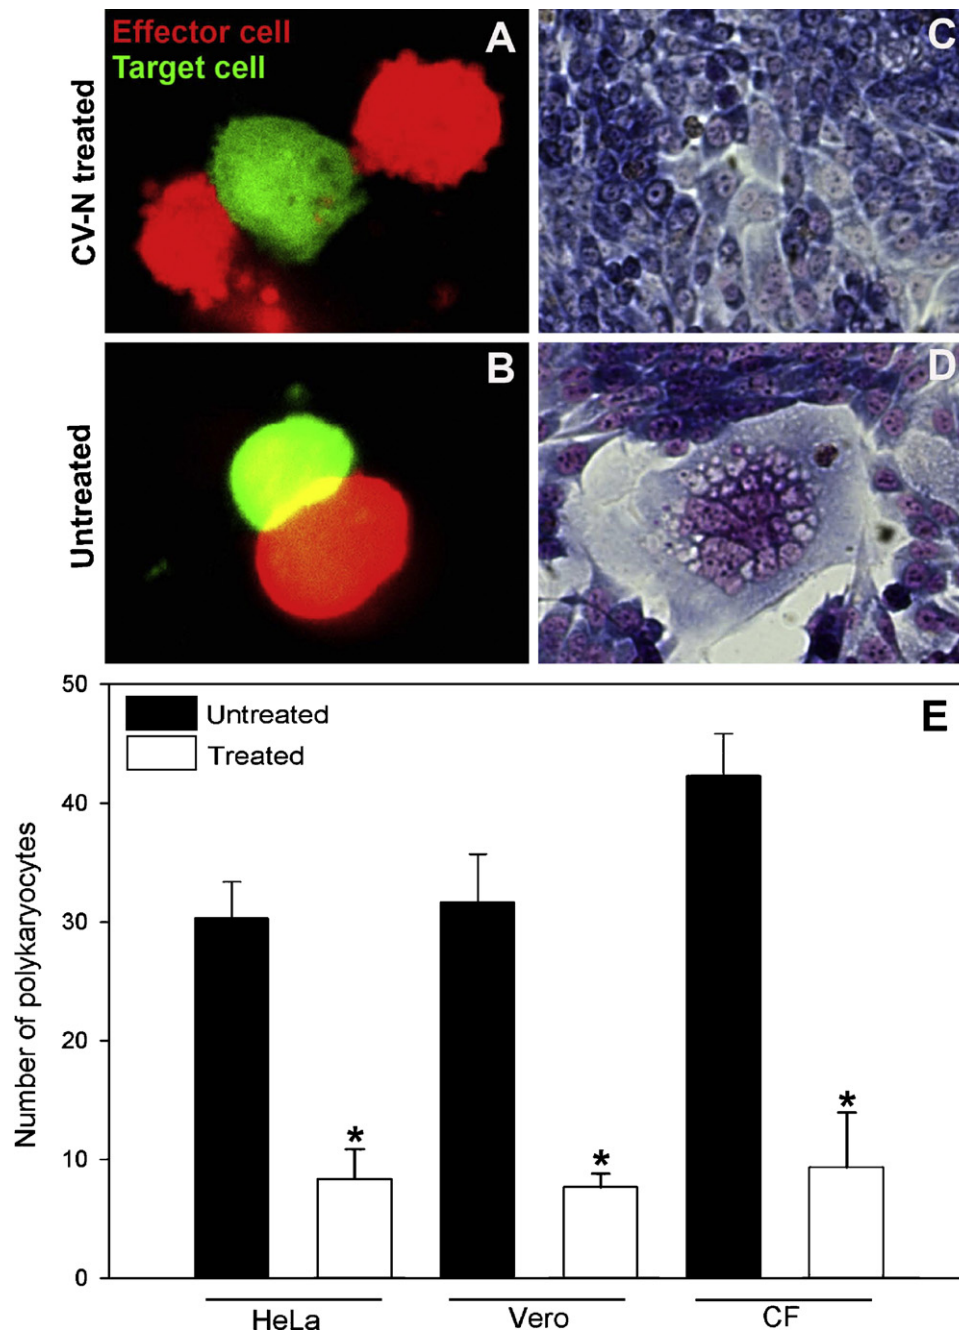 Effector cell
Target cell
A
C
CV-N treated
B
D
Untreated
E
Untreated
Treated
Number of polykaryocytes
50
40
30
20
10
0
*
*
*
HeLa
Vero
CF